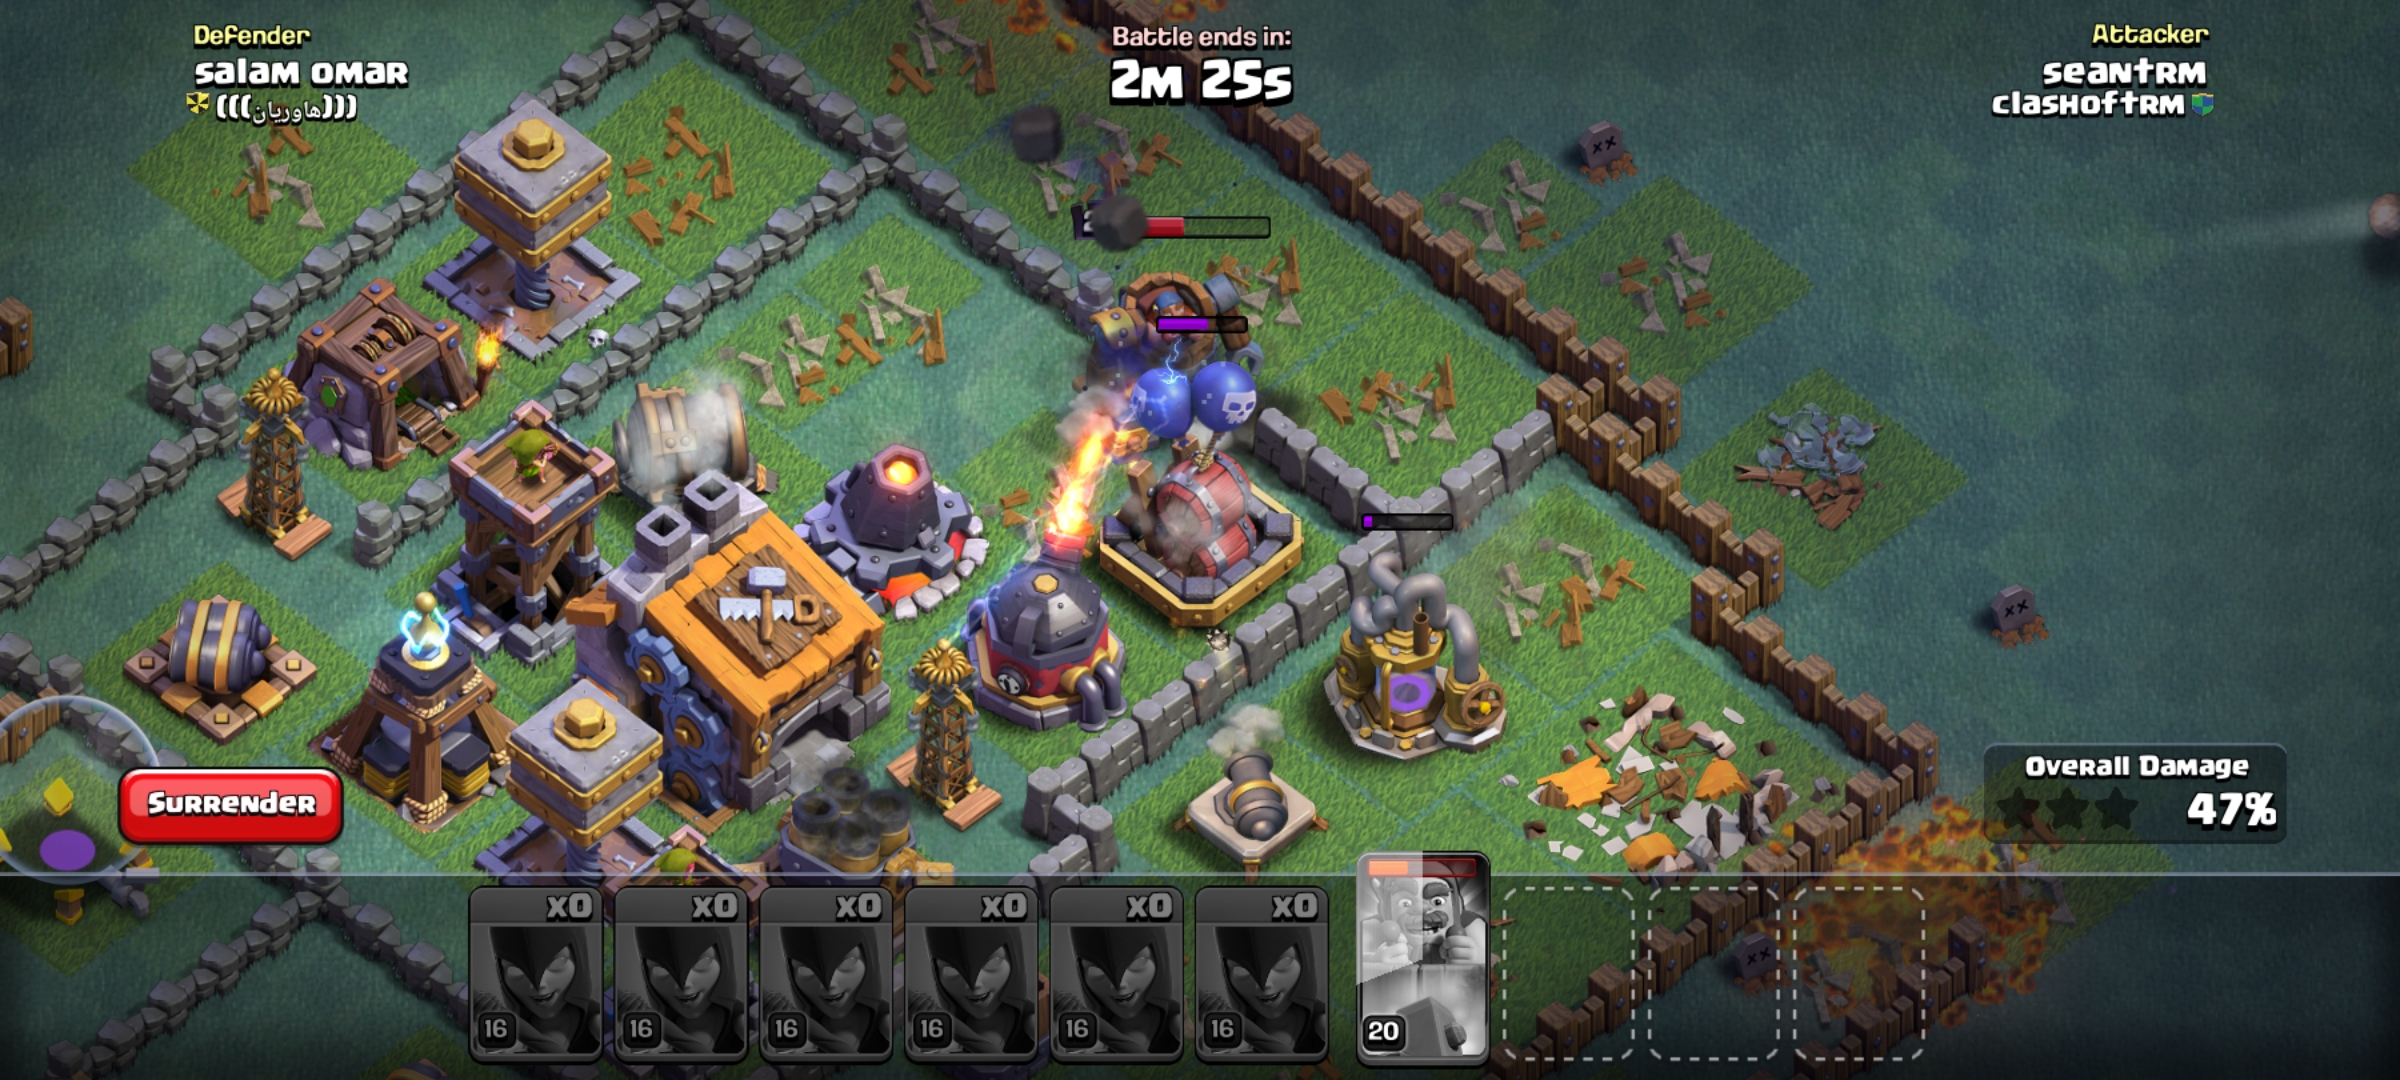 Defender
salam omar
(((هاوریان)))
Battle ends in:
2M 25s
Attacker
seantrm
clashoftrm
Surrender
Overall Damage
47%
x0 x0 x0 x0 x0 x0
16 16 16 16 16 16 20